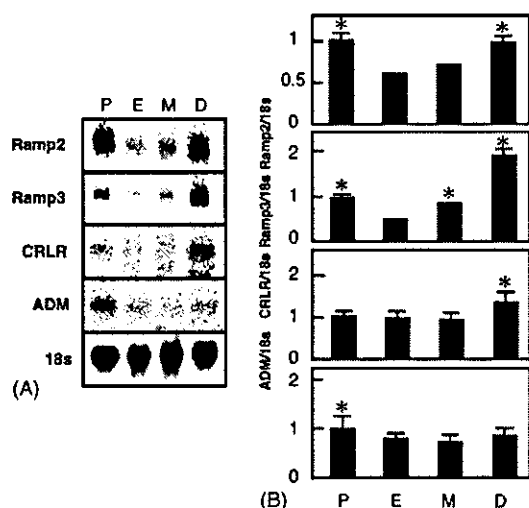 P E M D
Ramp2
Ramp3
CRLR
ADM
18s
(A)
ADM/18s CRLR/18s Ramp3/18s Ramp2/18s
1
0.5
* *
2
1
0
* * *
2
1
0
*
2
1
0
*
P E M D
(B)